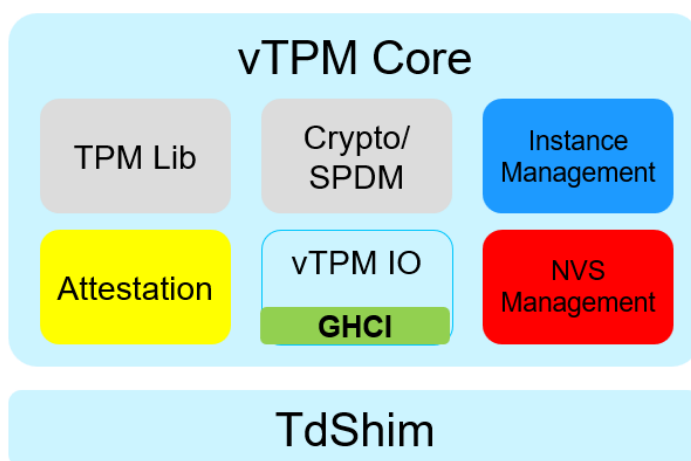 vTPM Core
TPM Lib
Crypto/
SPDM
Instance
Management
Attestation
vTPM IO
GHCI
NVS
Management
TdShim